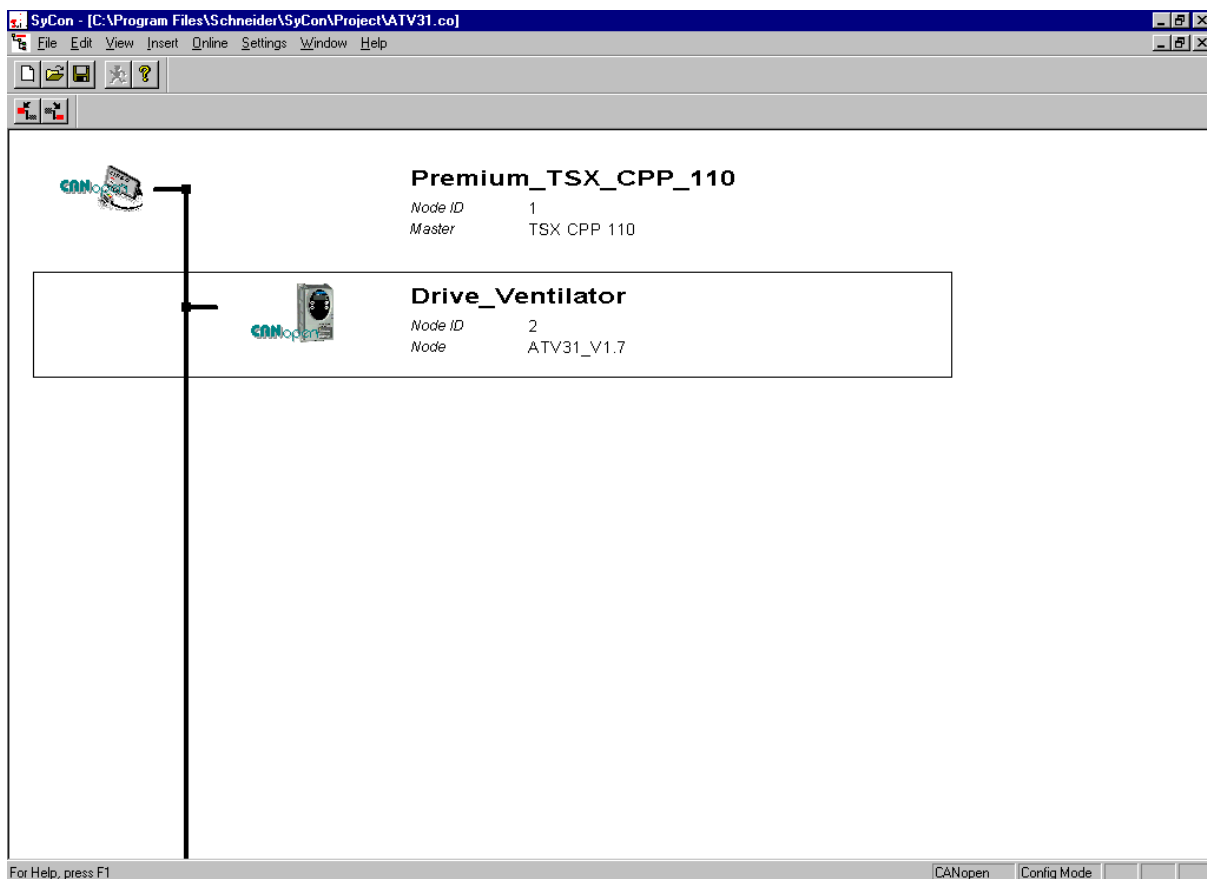 SyCon - [C:\Program Files\Schneider\SyCon\Project\ATV31.co]
File Edit View Insert Online Settings Window Help
CANopen
Premium_TSX_CPP_110
Node ID 1
Master TSX CPP 110
CANopen
Drive_Ventilator
Node ID 2
Node ATV31_V1.7
For Help, press F1 CANopen Config Mode